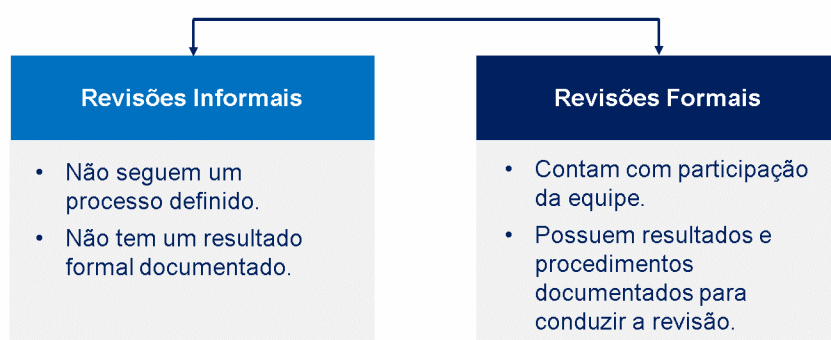 Revisões Informais
• Não seguem um
processo definido.
• Não tem um resultado
formal documentado.
Revisões Formais
• Contam com participação
da equipe.
• Possuem resultados e
procedimentos
documentados para
conduzir a revisão.